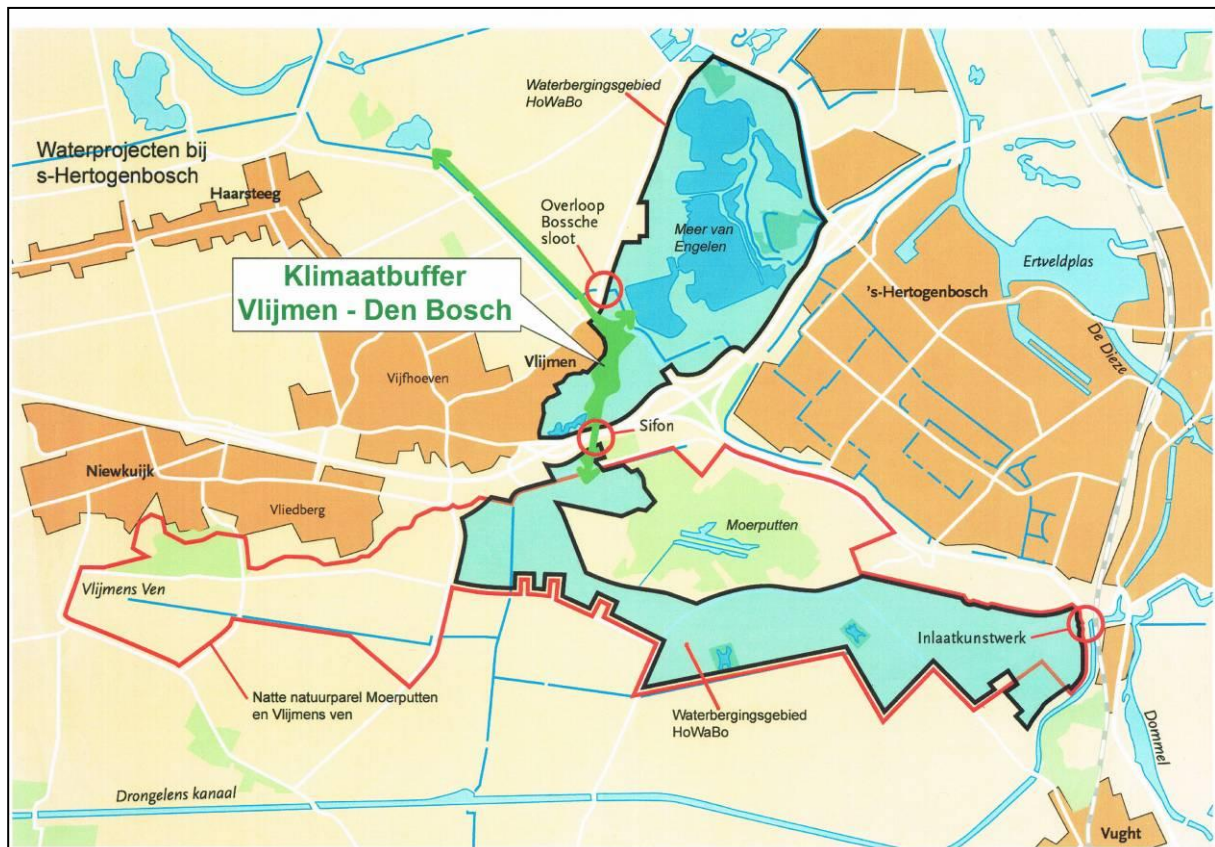 Waterbergingsgebied
HoWaBo
Waterprojecten bij
s-Hertogenbosch
Haarsteeg
Overloop
Bossche
sloot
Meer van
Engelen
Ertveldplas
's-Hertogenbosch
De Dieze
Klimaatbuffer
Vlijmen - Den Bosch
Vlijmen
Vijfhoeven
Sifon
Niewkuijk
Vliedberg
Moerputten
Vlijmens Ven
Inlaatkunstwerk
Natte natuurparel Moerputten
en Vlijmens ven
Waterbergingsgebied
HoWaBo
Dommel
Drongelens kanaal
Vught